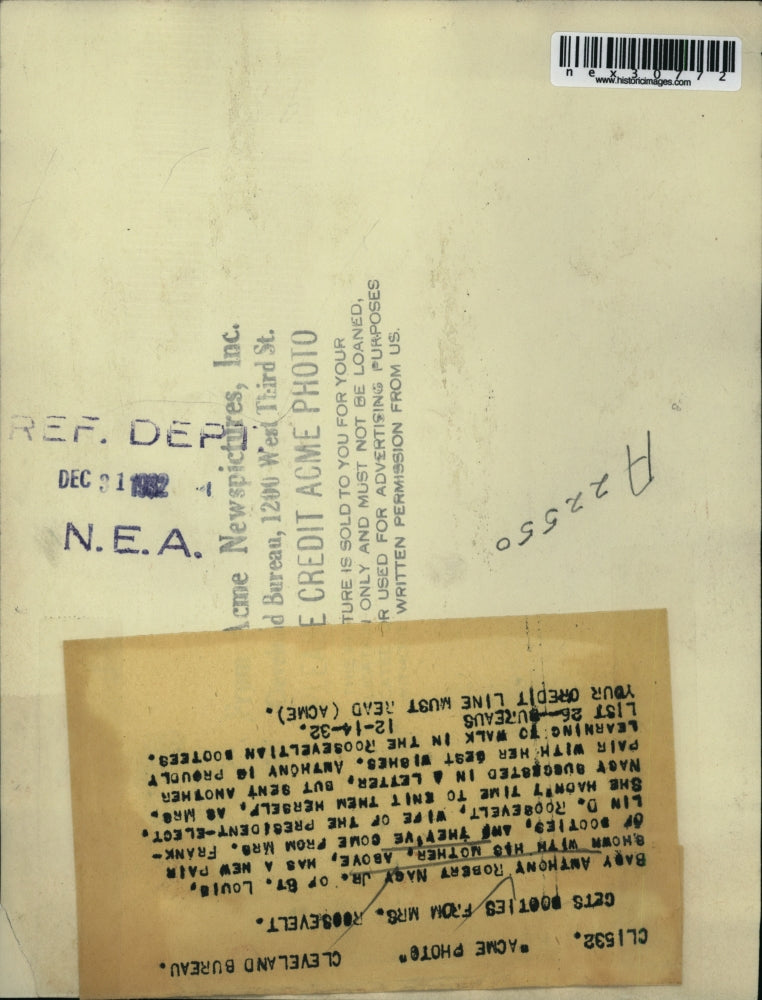 nex30772
www.historicimages.com
Acme Newspictures, Inc.
d Bureau, 1200 West Third St.
E CREDIT ACME PHOTO
TURE IS SOLD TO YOU FOR YOUR
ONLY AND MUST NOT BE LOANED,
R USED FOR ADVERTISING PURPOSES
WRITTEN PERMISSION FROM US.
REF. DEPT
DEC 31 1932
N.E.A.
A22550
CL1532. "ACME PHOTO" CLEVELAND BUREAU.
GETS BOOTIES FROM MRS. ROOSEVELT.
BABY ANTHONY ROBERT NAGY JR. OF ST. LOUIS,
SHOWN WITH HIS MOTHER, ABOVE, HAS A NEW PAIR
OF BOOTIES, AND THEY'VE COME FROM MRS. FRANK-
LIN D. ROOSEVELT, WIFE OF THE PRESIDENT-ELECT.
SHE HADN'T TIME TO KNIT THEM HERSELF, AS MRS.
NAGY SUGGESTED IN A LETTER, BUT SENT ANOTHER
PAIR WITH HER BEST WISHES. ANTHONY IS PROUDLY
LEARNING TO WALK IN THE ROOSEVELTIAN BOOTEES.
LIST 26 BUREAUS 12-14-32.
YOUR CREDIT LINE MUST READ (ACME).